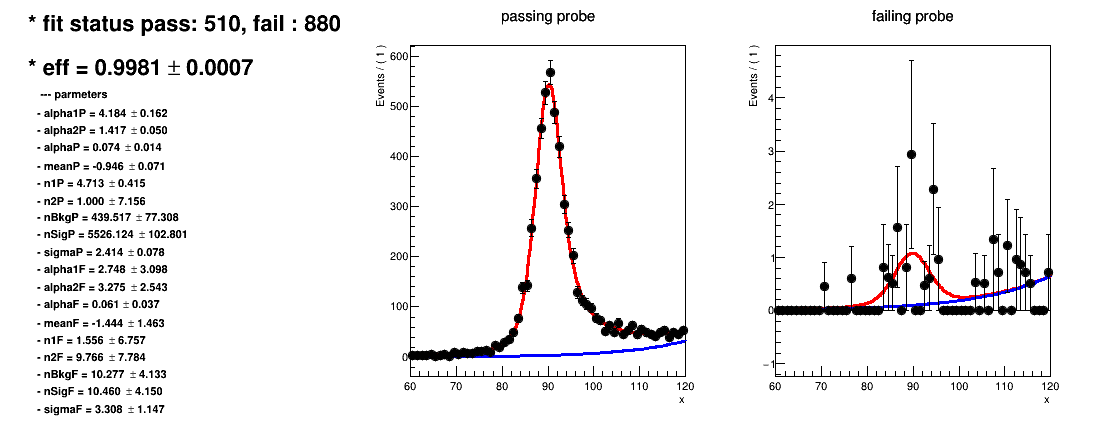 * fit status pass: 510, fail : 880
* eff = 0.9981 ± 0.0007
--- parmeters
- alpha1P = 4.184 ± 0.162
- alpha2P = 1.417 ± 0.050
- alphaP = 0.074 ± 0.014
- meanP = -0.946 ± 0.071
- n1P = 4.713 ± 0.415
- n2P = 1.000 ± 7.156
- nBkgP = 439.517 ± 77.308
- nSigP = 5526.124 ± 102.801
- sigmaP = 2.414 ± 0.078
- alpha1F = 2.748 ± 3.098
- alpha2F = 3.275 ± 2.543
- alphaF = 0.061 ± 0.037
- meanF = -1.444 ± 1.463
- n1F = 1.556 ± 6.757
- n2F = 9.766 ± 7.784
- nBkgF = 10.277 ± 4.133
- nSigF = 10.460 ± 4.150
- sigmaF = 3.308 ± 1.147
passing probe
Events / ( 1 )
600
500
400
300
200
100
0
60 70 80 90 100 110 120
x
failing probe
Events / ( 1 )
4
3
2
1
0
−1
60 70 80 90 100 110 120
x